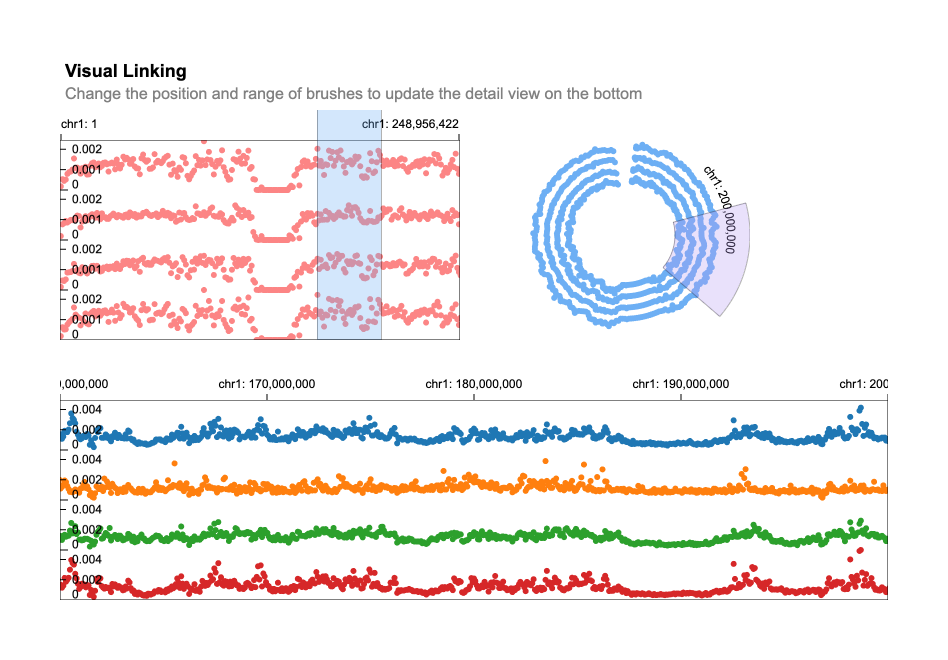 Visual Linking
Change the position and range of brushes to update the detail view on the bottom
chr1: 1
chr1: 248,956,422
0.002
0.001
0
0.002
0.001
0
0.002
0.001
0
0.002
0.001
0
chr1: 200,000,000
0,000,000
chr1: 170,000,000
chr1: 180,000,000
chr1: 190,000,000
chr1: 200
0.004
0.002
0
0.004
0.002
0
0.004
0.002
0
0.004
0.002
0